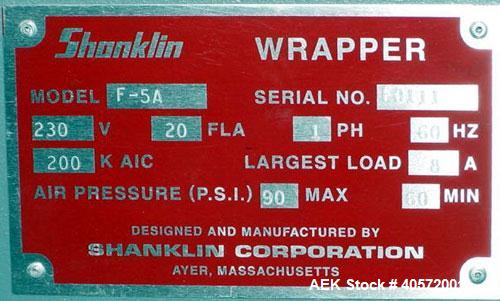 Shanklin WRAPPER
MODEL F-5A SERIAL NO.
230 V 20 FLA 1 PH 60 HZ
200 K AIC LARGEST LOAD 8 A
AIR PRESSURE (P.S.I.) 90 MAX 60 MIN
DESIGNED AND MANUFACTURED BY
SHANKLIN CORPORATION
AYER, MASSACHUSETTS
AEK Stock #